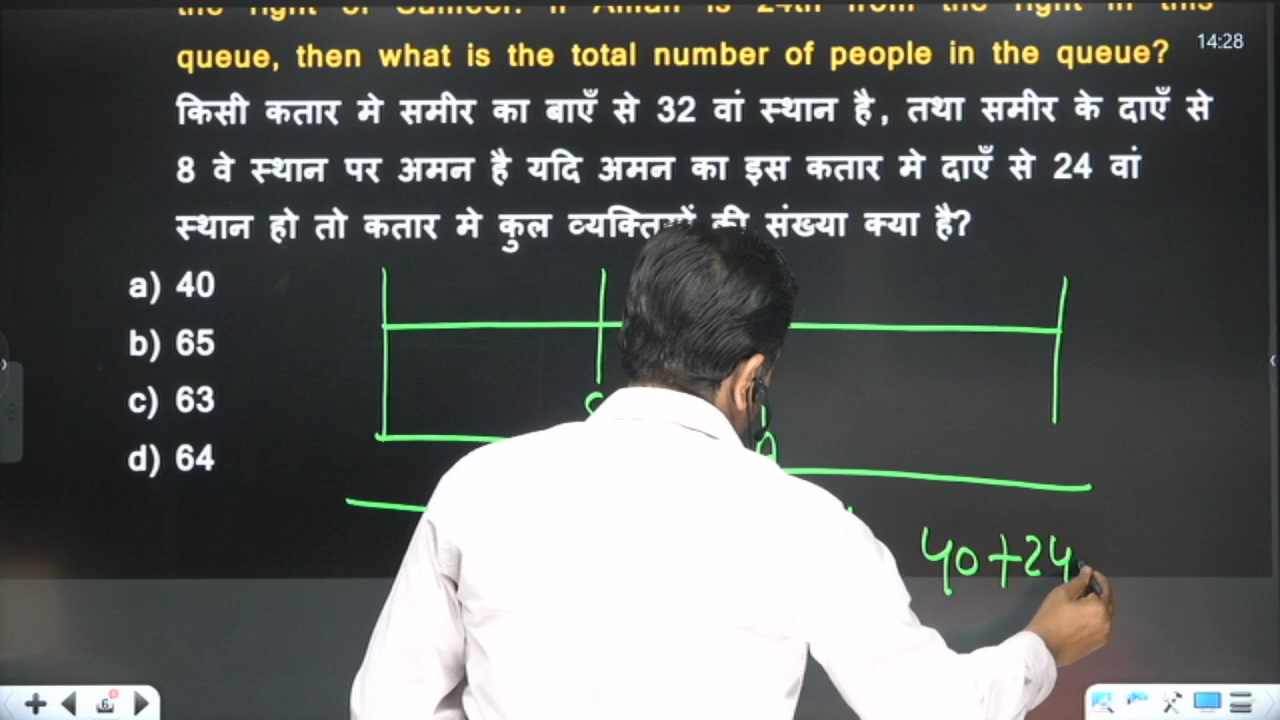 queue, then what is the total number of people in the queue?
14:28
किसी कतार मे समीर का बाएँ से 32 वां स्थान है, तथा समीर के दाएँ से
8 वे स्थान पर अमन है यदि अमन का इस कतार मे दाएँ से 24 वां
स्थान हो तो कतार मे कुल की संख्या क्या है?
a) 40
b) 65
c) 63
d) 64
A
40+24